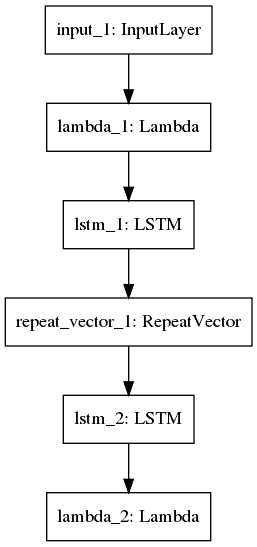 input_1: InputLayer
lambda_1: Lambda
lstm_1: LSTM
repeat_vector_1: RepeatVector
lstm_2: LSTM
lambda_2: Lambda